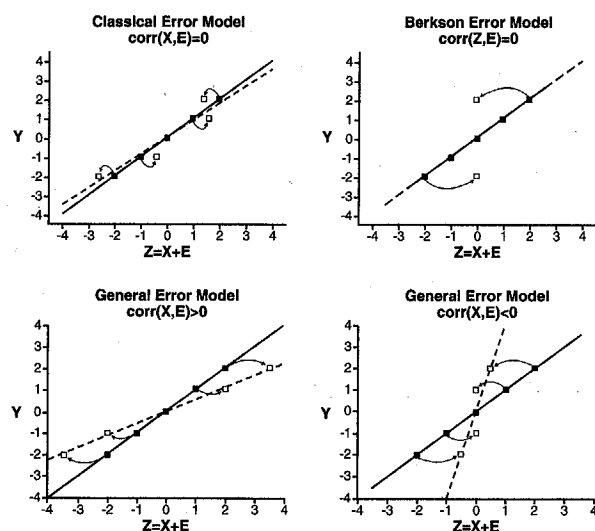 Classical Error Model
corr(X,E)=0
4
3
2
1
Y
0
-1
-2
-3
-4
-4 -3 -2 -1 0 1 2 3 4
Z=X+E
Berkson Error Model
corr(Z,E)=0
4
3
2
1
Y
0
-1
-2
-3
-4
-4 -3 -2 -1 0 1 2 3 4
Z=X+E
General Error Model
corr(X,E)>0
4
3
2
1
Y
0
-1
-2
-3
-4
-4 -3 -2 -1 0 1 2 3 4
Z=X+E
General Error Model
corr(X,E)<0
4
3
2
1
Y
0
-1
-2
-3
-4
-4 -3 -2 -1 0 1 2 3 4
Z=X+E